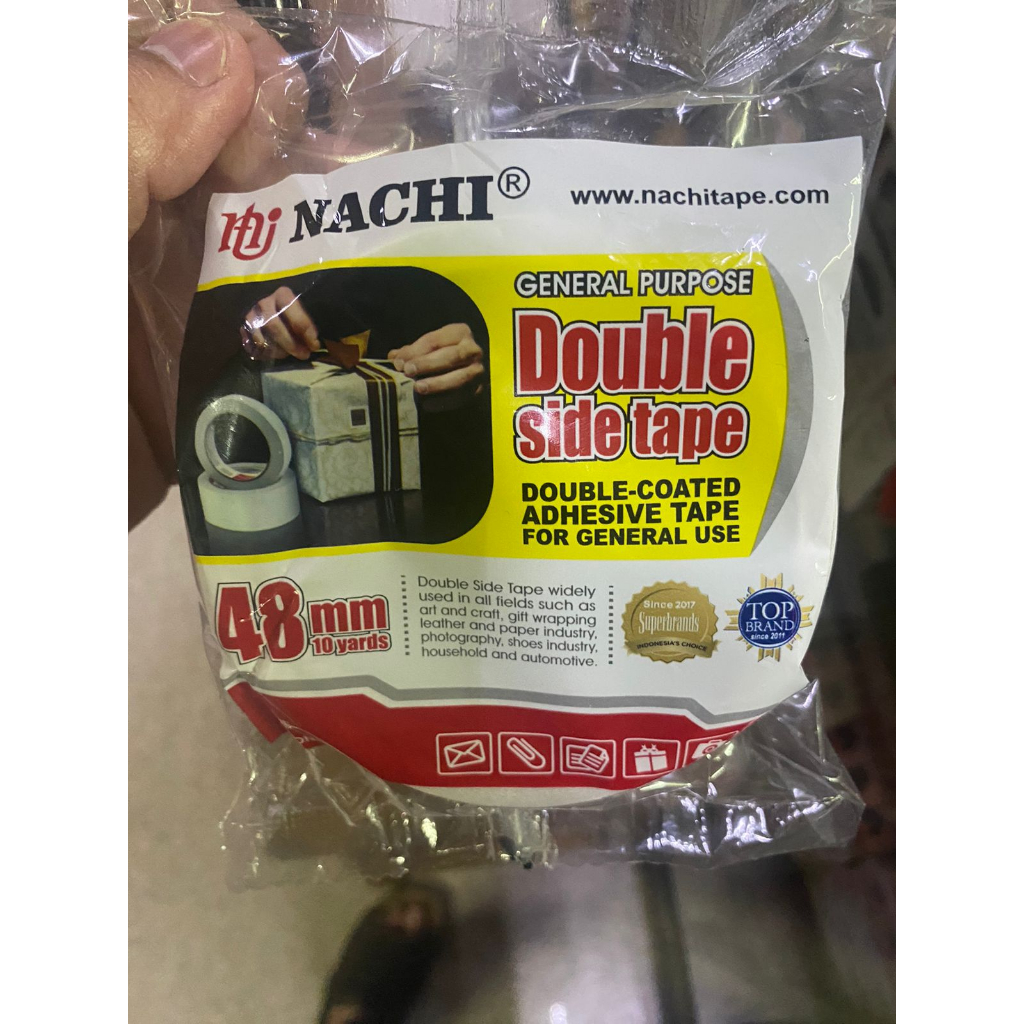 NACHI®
www.nachitape.com
GENERAL PURPOSE
Double
side tape
DOUBLE-COATED
ADHESIVE TAPE
FOR GENERAL USE
48 mm
10 yards
Double Side Tape widely
used in all fields such as
art and craft, gift wrapping
leather and paper industry,
photography, shoes industry,
household and automotive.
Since 2017
Superbrands
INDONESIA'S CHOICE
TOP
BRAND
since 2011